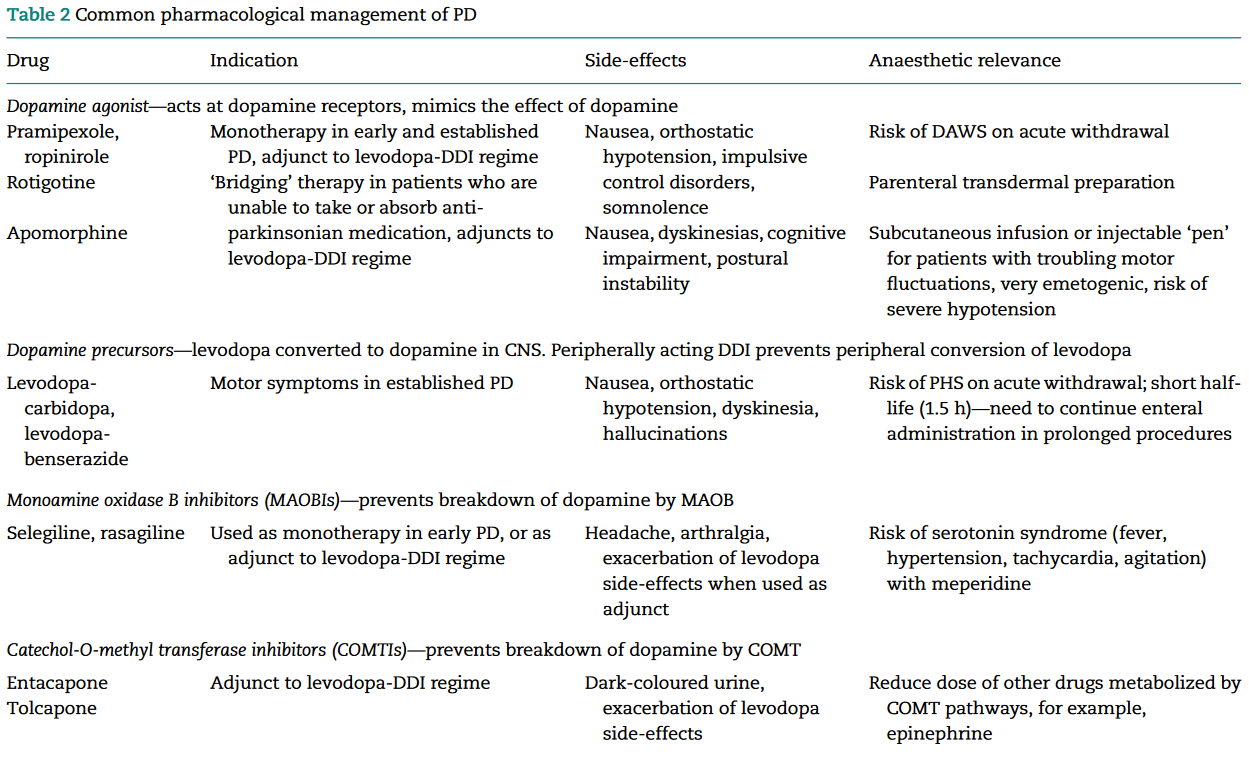 Table 2 Common pharmacological management of PD
Drug Indication Side-effects Anaesthetic relevance
Dopamine agonist—acts at dopamine receptors, mimics the effect of dopamine
Pramipexole, Monotherapy in early and established Nausea, orthostatic Risk of DAWS on acute withdrawal
ropinirole PD, adjunct to levodopa-DDI regime hypotension, impulsive
Rotigotine ‘Bridging’ therapy in patients who are control disorders, Parenteral transdermal preparation
unable to take or absorb anti- somnolence
Apomorphine parkinsonian medication, adjuncts to Nausea, dyskinesias, cognitive Subcutaneous infusion or injectable ‘pen’
levodopa-DDI regime impairment, postural for patients with troubling motor
instability fluctuations, very emetogenic, risk of
severe hypotension
Dopamine precursors—levodopa converted to dopamine in CNS. Peripherally acting DDI prevents peripheral conversion of levodopa
Levodopa- Motor symptoms in established PD Nausea, orthostatic Risk of PHS on acute withdrawal; short half-
carbidopa, hypotension, dyskinesia, life (1.5 h)—need to continue enteral
levodopa- hallucinations administration in prolonged procedures
benserazide
Monoamine oxidase B inhibitors (MAOBIs)—prevents breakdown of dopamine by MAOB
Selegiline, rasagiline Used as monotherapy in early PD, or as Headache, arthralgia, Risk of serotonin syndrome (fever,
adjunct to levodopa-DDI regime exacerbation of levodopa hypertension, tachycardia, agitation)
side-effects when used as with meperidine
adjunct
Catechol-O-methyl transferase inhibitors (COMTIs)—prevents breakdown of dopamine by COMT
Entacapone Adjunct to levodopa-DDI regime Dark-coloured urine, Reduce dose of other drugs metabolized by
Tolcapone exacerbation of levodopa COMT pathways, for example,
side-effects epinephrine